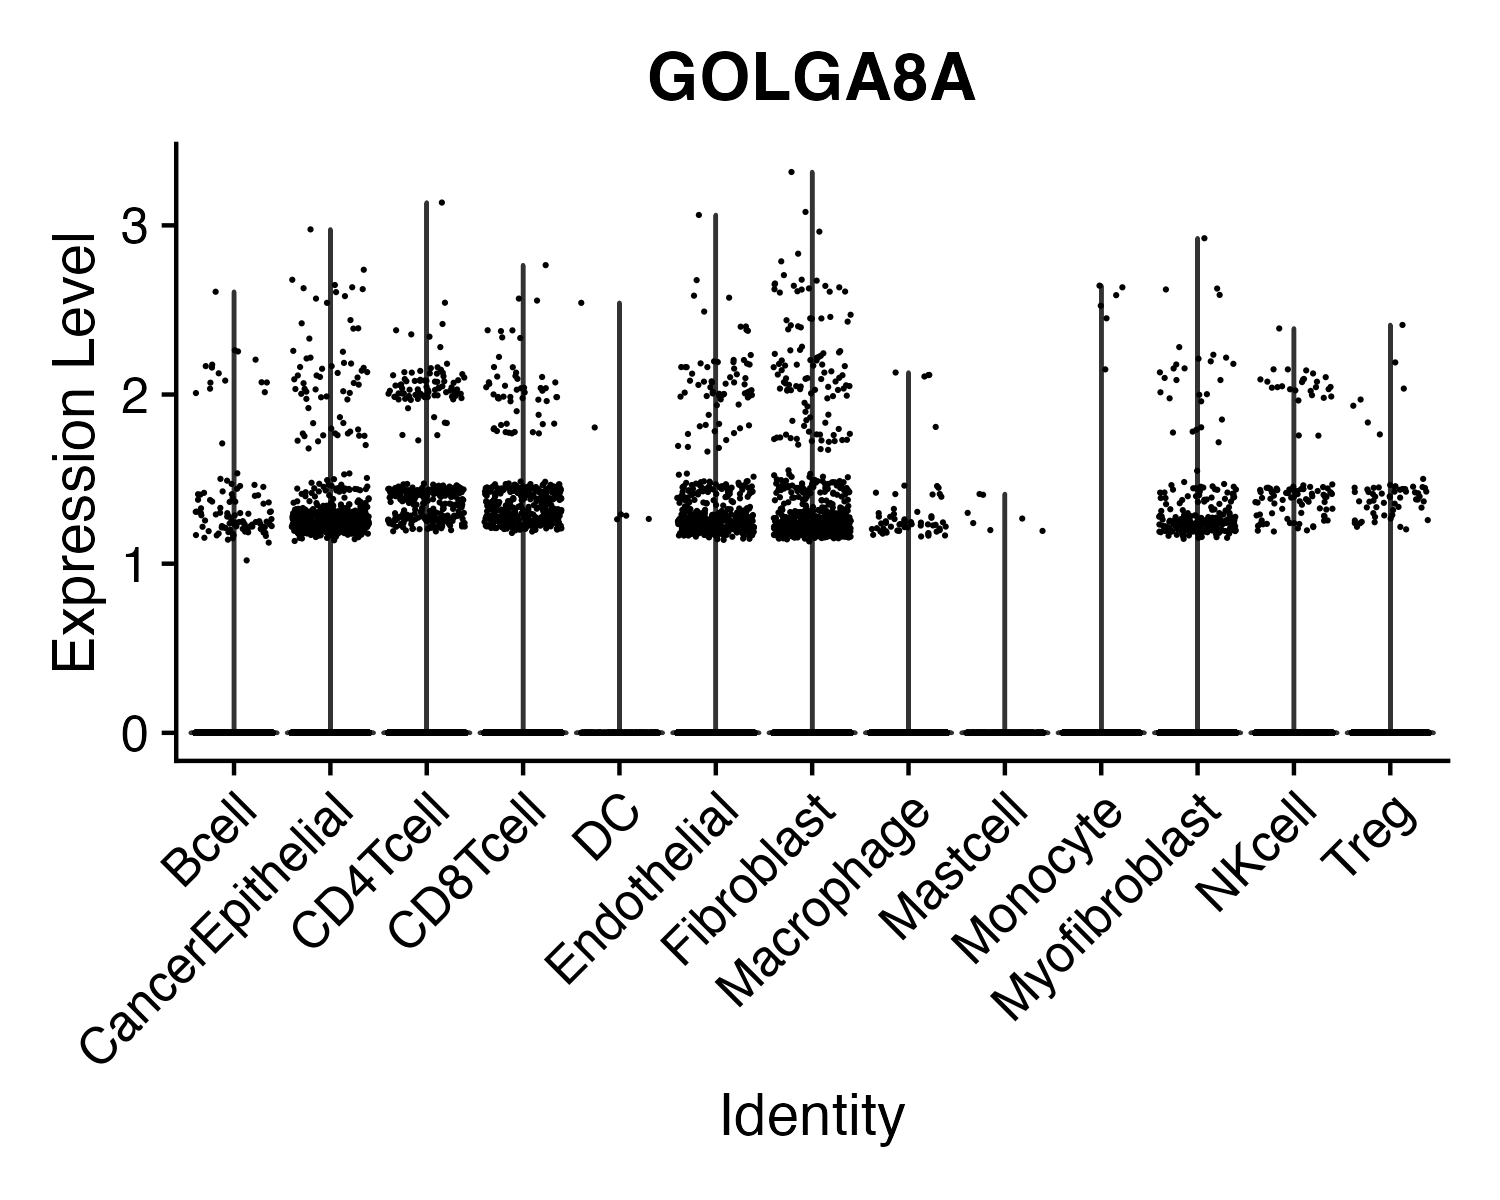 GOLGA8A
Expression Level
3
2
1
0
Bcell
CancerEpithelial
CD4Tcell
CD8Tcell
DC
Endothelial
Fibroblast
Macrophage
Mastcell
Monocyte
Myofibroblast
NKcell
Treg
Identity